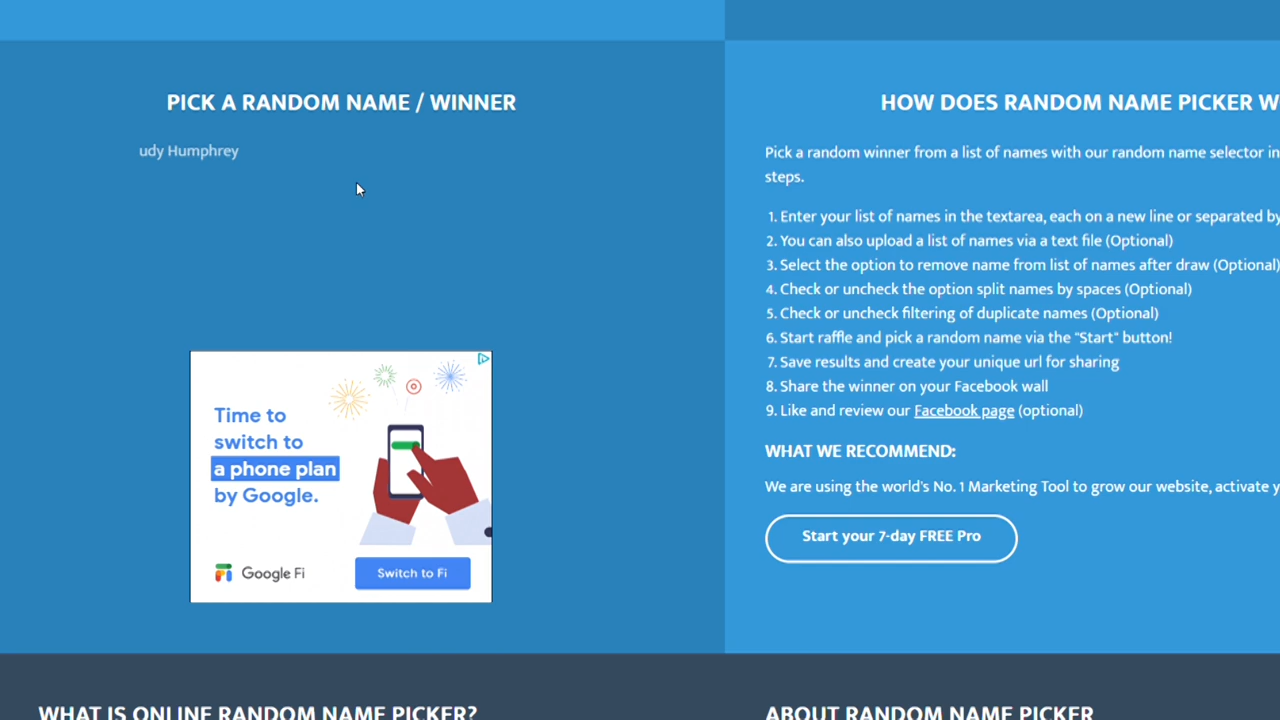 PICK A RANDOM NAME / WINNER
udy Humphrey
Time to
switch to
a phone plan
by Google.
Google Fi
Switch to Fi
HOW DOES RANDOM NAME PICKER W
Pick a random winner from a list of names with our random name selector in
steps.
1. Enter your list of names in the textarea, each on a new line or separated by
2. You can also upload a list of names via a text file (Optional)
3. Select the option to remove name from list of names after draw (Optional)
4. Check or uncheck the option split names by spaces (Optional)
5. Check or uncheck filtering of duplicate names (Optional)
6. Start raffle and pick a random name via the "Start" button!
7. Save results and create your unique url for sharing
8. Share the winner on your Facebook wall
9. Like and review our Facebook page (optional)
WHAT WE RECOMMEND:
We are using the world's No. 1 Marketing Tool to grow our website, activate y
Start your 7-day FREE Pro
WHAT IS ONLINE RANDOM NAME PICKER?
ABOUT RANDOM NAME PICKER